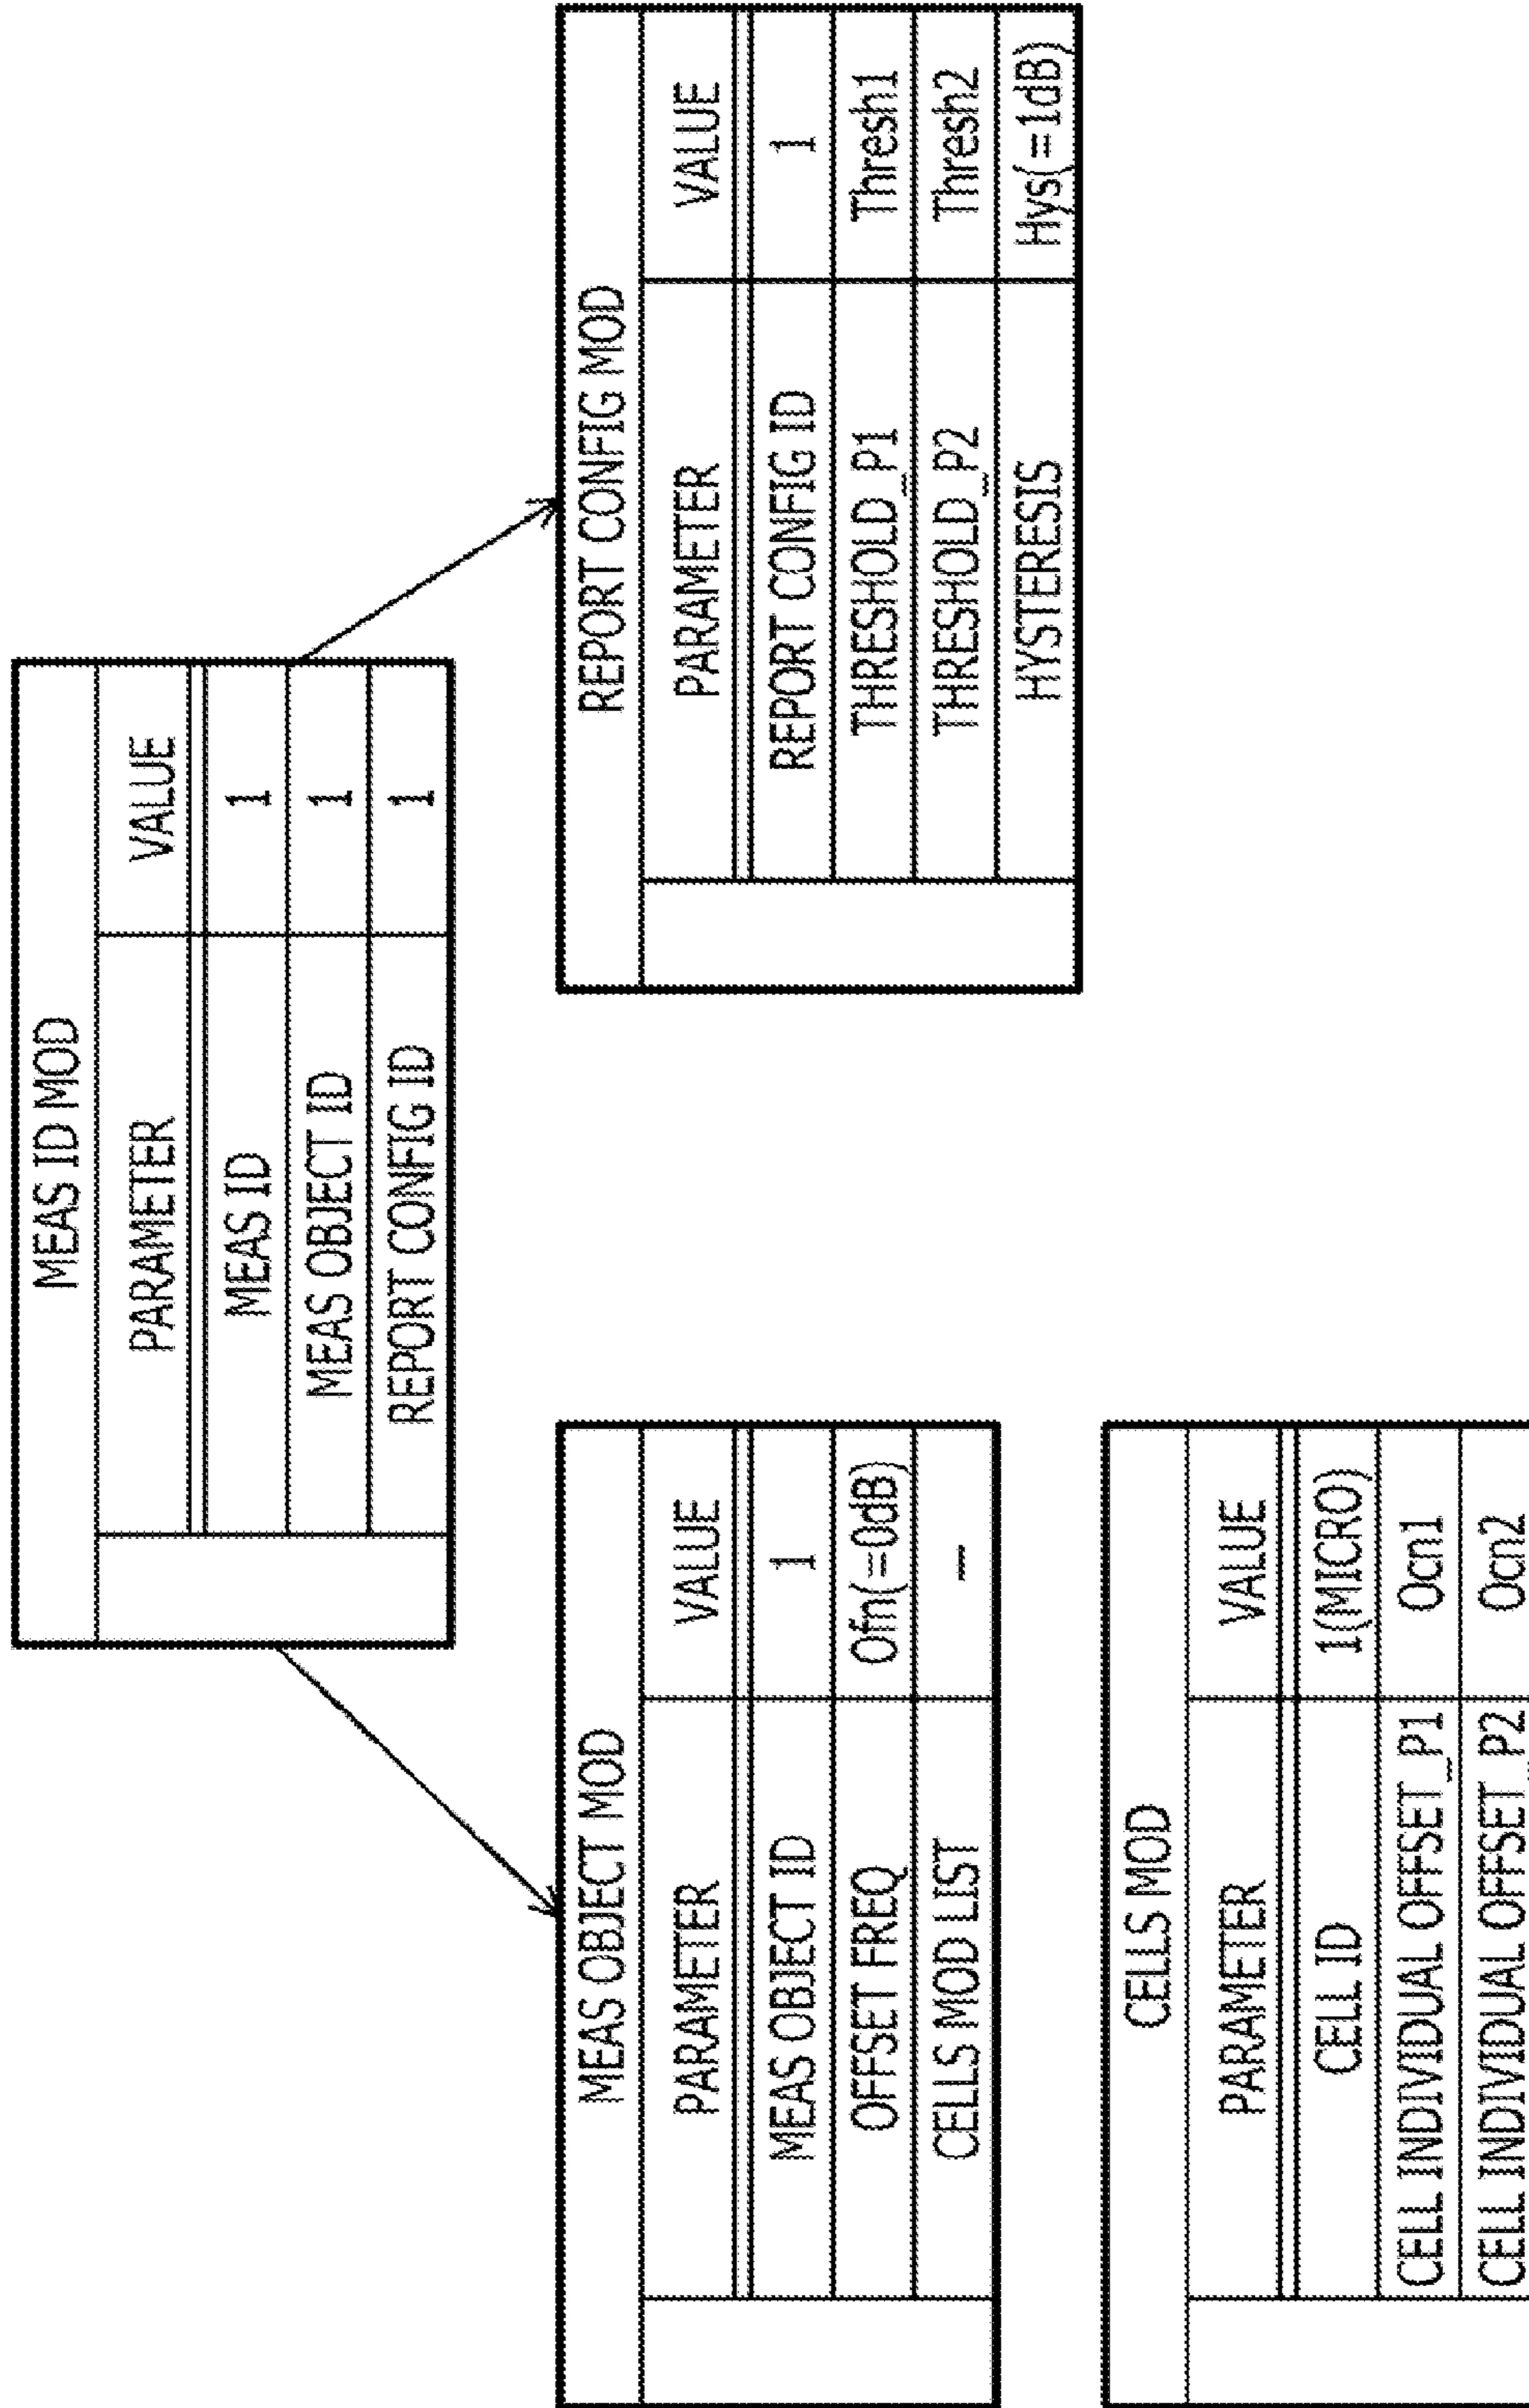 MEAS ID MOD
PARAMETER VALUE
MEAS ID 1
MEAS OBJECT ID 1
REPORT CONFIG ID 1
MEAS OBJECT MOD
PARAMETER VALUE
MEAS OBJECT ID 1
OFFSET FREQ Ofn(=0dB)
CELLS MOD LIST —
REPORT CONFIG MOD
PARAMETER VALUE
REPORT CONFIG ID 1
THRESHOLD_P1 Thresh1
THRESHOLD_P2 Thresh2
HYSTERESIS Hys(=1dB)
CELLS MOD
PARAMETER VALUE
CELL ID 1(MICRO)
CELL INDIVIDUAL OFFSET_P1 Ocn1
CELL INDIVIDUAL OFFSET_P2 Ocn2